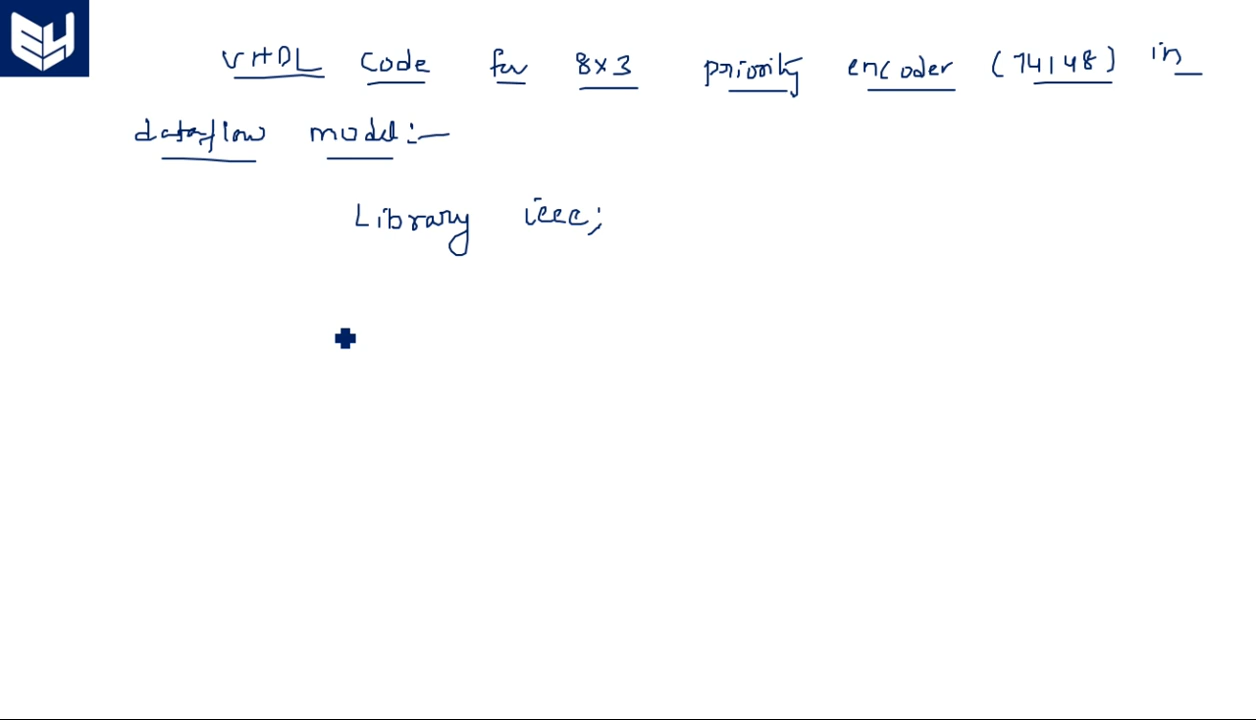 VHDL code for 8x3 priority encoder (74148) in
dataflow model:-
Library ieee;